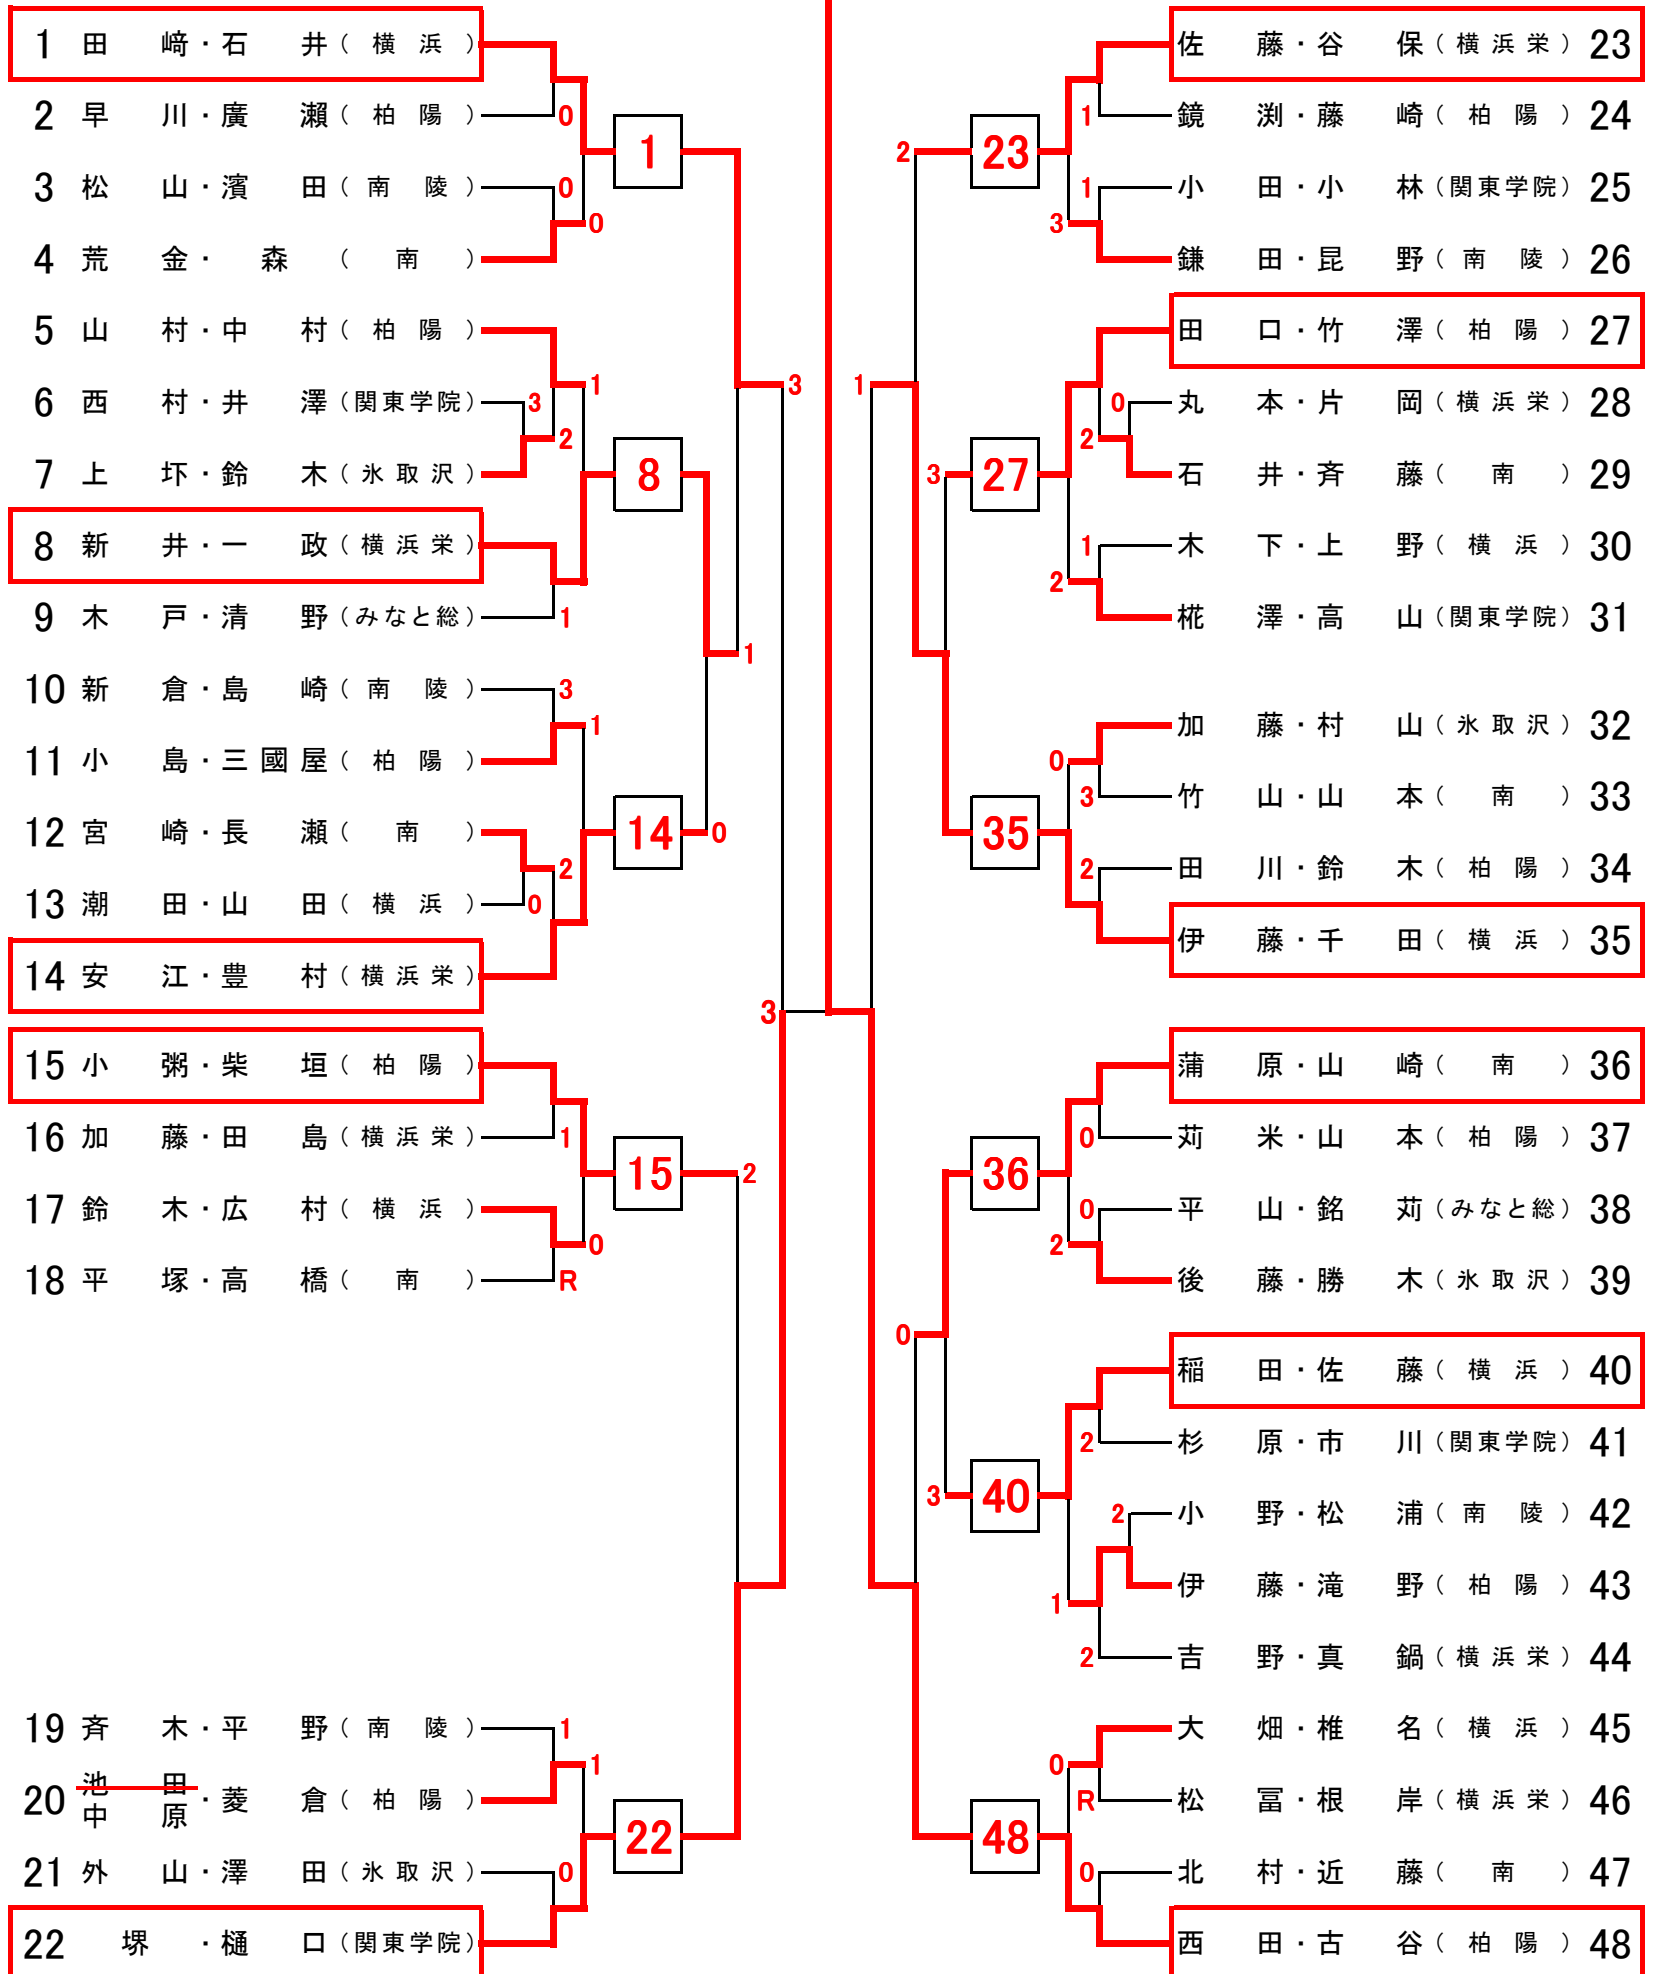 1 田 﨑・石 井（ 横 浜 ）
0
2 早 川・廣 瀬（ 柏 陽 ）
1
3 松 山・濱 田（ 南 陵 ）
0
0
4 荒 金・ 森 （ 南 ）
5 山 村・中 村（ 柏 陽 ）
1
3
6 西 村・井 澤（関東学院）
3
2
7 上 坏・鈴 木（ 氷 取 沢 ）
8
8 新 井・一 政（ 横 浜 栄 ）
9 木 戸・清 野（みなと総）
1
1
10 新 倉・島 崎（ 南 陵 ）
3
1
11 小 島・三 國 屋（ 柏 陽 ）
12 宮 崎・長 瀬（ 南 ）
14
0
2
13 潮 田・山 田（ 横 浜 ）
0
14 安 江・豊 村（ 横 浜 栄 ）
3
15 小 粥・柴 垣（ 柏 陽 ）
16 加 藤・田 島（ 横 浜 栄 ）
1
15
2
17 鈴 木・広 村（ 横 浜 ）
0
18 平 塚・高 橋（ 南 ）
R
19 斉 木・平 野（ 南 陵 ）
1
1
池 田
20 中 原・菱 倉（ 柏 陽 ）
22
21 外 山・澤 田（ 氷 取 沢 ）
0
22 堺 ・樋 口（関東学院）
佐 藤・谷 保（ 横 浜 栄 ） 23
1
鏡 渕・藤 崎（ 柏 陽 ） 24
2
23
1
小 田・小 林（関東学院） 25
3
鎌 田・昆 野（ 南 陵 ） 26
田 口・竹 澤（ 柏 陽 ） 27
1
0
丸 本・片 岡（ 横 浜 栄 ） 28
2
3
27
石 井・斉 藤（ 南 ） 29
1
木 下・上 野（ 横 浜 ） 30
2
椛 澤・高 山（関東学院） 31
加 藤・村 山（ 氷 取 沢 ） 32
0
3
竹 山・山 本（ 南 ） 33
35
2
田 川・鈴 木（ 柏 陽 ） 34
伊 藤・千 田（ 横 浜 ） 35
蒲 原・山 崎（ 南 ） 36
0
苅 米・山 本（ 柏 陽 ） 37
36
0
平 山・銘 苅（みなと総） 38
2
後 藤・勝 木（ 氷 取 沢 ） 39
0
稲 田・佐 藤（ 横 浜 ） 40
2
杉 原・市 川（関東学院） 41
3
40
2
小 野・松 浦（ 南 陵 ） 42
伊 藤・滝 野（ 柏 陽 ） 43
1
2
吉 野・真 鍋（ 横 浜 栄 ） 44
大 畑・椎 名（ 横 浜 ） 45
0
R
松 冨・根 岸（ 横 浜 栄 ） 46
48
0
北 村・近 藤（ 南 ） 47
西 田・古 谷（ 柏 陽 ） 48